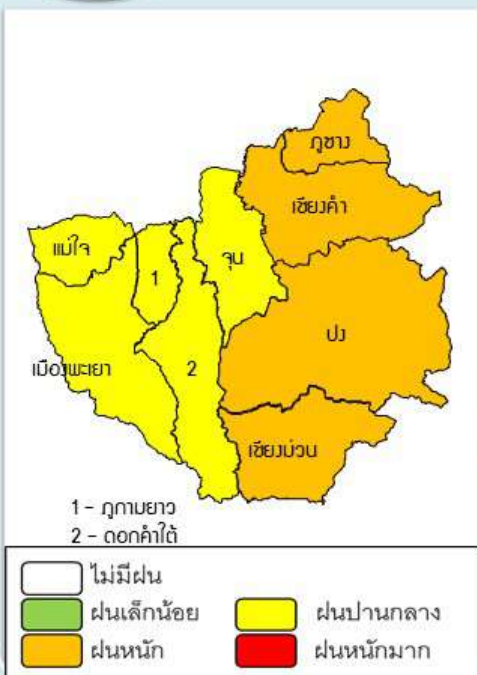 ภูซาง
เชียงคำ
แม่ใจ
1
จุน
ปง
เมืองพะเยา
2
เชียงม่วน
1 - ภูกามยาว
2 - ดอกคำใต้
ไม่มีฝน
ฝนเล็กน้อย
ฝนปานกลาง
ฝนหนัก
ฝนหนักมาก